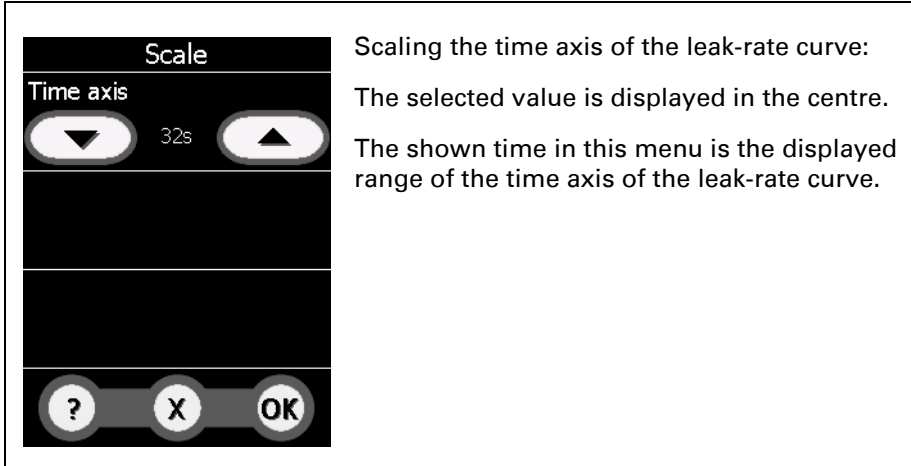 Scale
Time axis
32s
?
X
OK
Scaling the time axis of the leak-rate curve:
The selected value is displayed in the centre.
The shown time in this menu is the displayed
range of the time axis of the leak-rate curve.